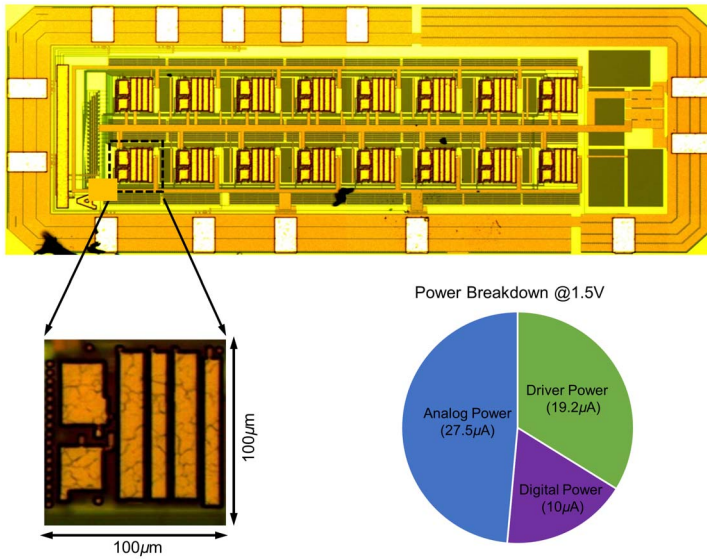 Power Breakdown @1.5V
Driver Power
(19.2µA)
Analog Power
(27.5µA)
Digital Power
(10µA)
100µm
100µm